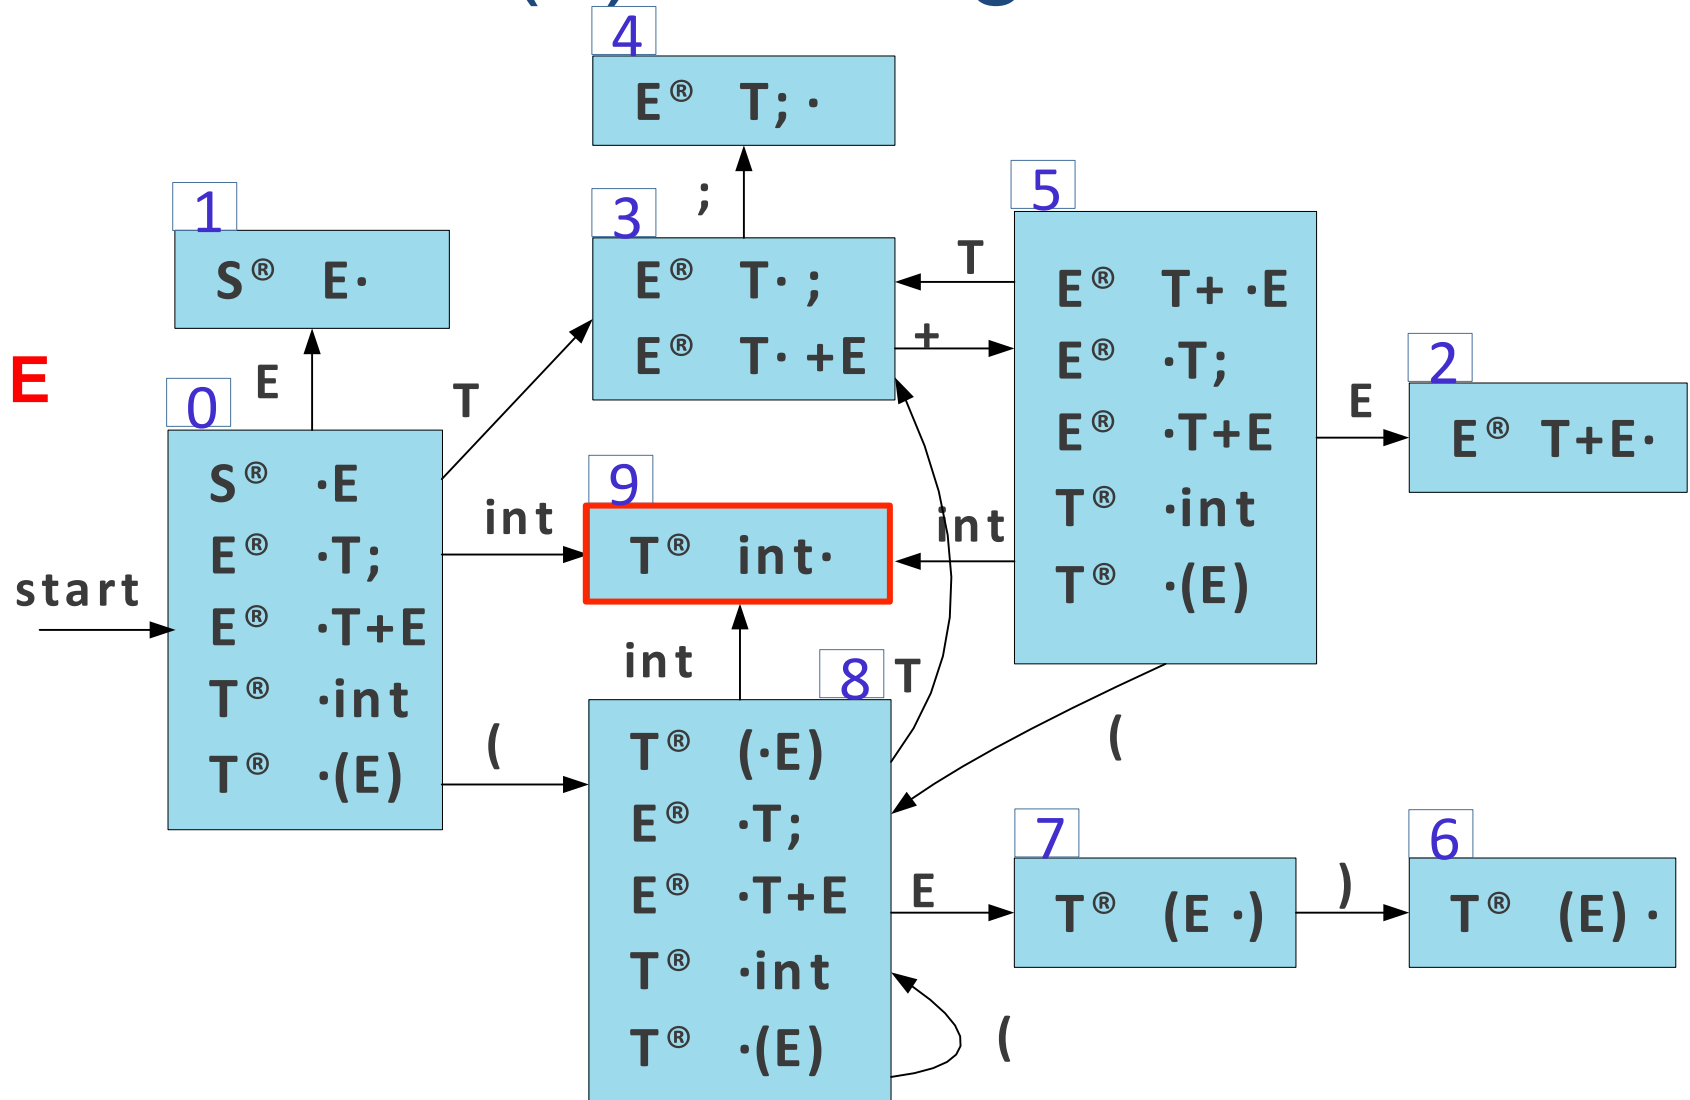 4
E® T;·
1
S® E·
;
3
E® T·;
E® T·+E
T
+
5
E® T+ ·E
E® ·T;
E® ·T+E
T® ·int
T® ·(E)
E
2
E® T+E·
E
E
T
0
S® ·E
E® ·T;
E® ·T+E
T® ·int
T® ·(E)
start
int
9
T® int·
int
int
(
8
T
(
T® (·E)
E® ·T;
E® ·T+E
T® ·int
T® ·(E)
E
(
7
T® (E ·)
)
6
T® (E) ·